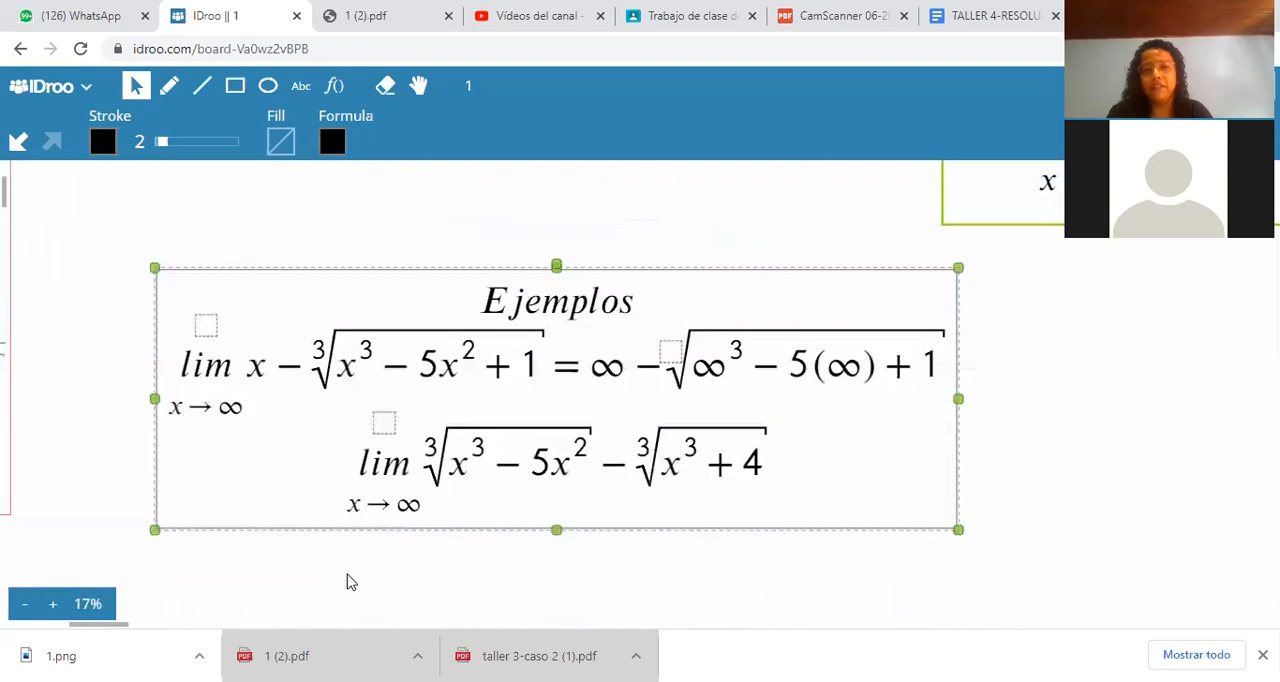 (126) WhatsApp
IDroo || 1
1 (2).pdf
Vídeos del canal -
Trabajo de clase d
CamScanner 06-2
TALLER 4-RESOLU
idroo.com/board-Va0wz2vBPB
IDroo
Abc
f()
1
Stroke
Fill
Formula
2
x
Ejemplos
lim x − ∛(x³ − 5x² + 1) = ∞ − √(∞³ − 5(∞) + 1)
x → ∞
lim ∛(x³ − 5x²) − ∛(x³ + 4)
x → ∞
- + 17%
1.png
1 (2).pdf
taller 3-caso 2 (1).pdf
Mostrar todo